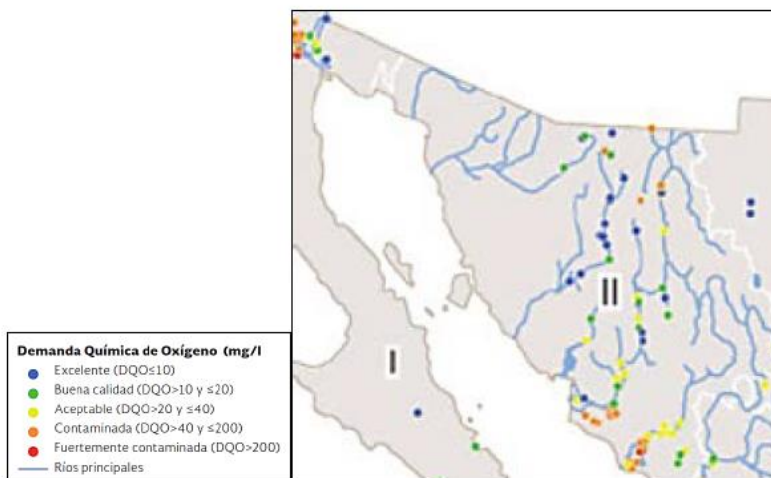 II
I
Demanda Química de Oxígeno (mg/l
Excelente (DQO≤10)
Buena calidad (DQO>10 y ≤20)
Aceptable (DQO>20 y ≤40)
Contaminada (DQO>40 y ≤200)
Fuertemente contaminada (DQO>200)
Ríos principales